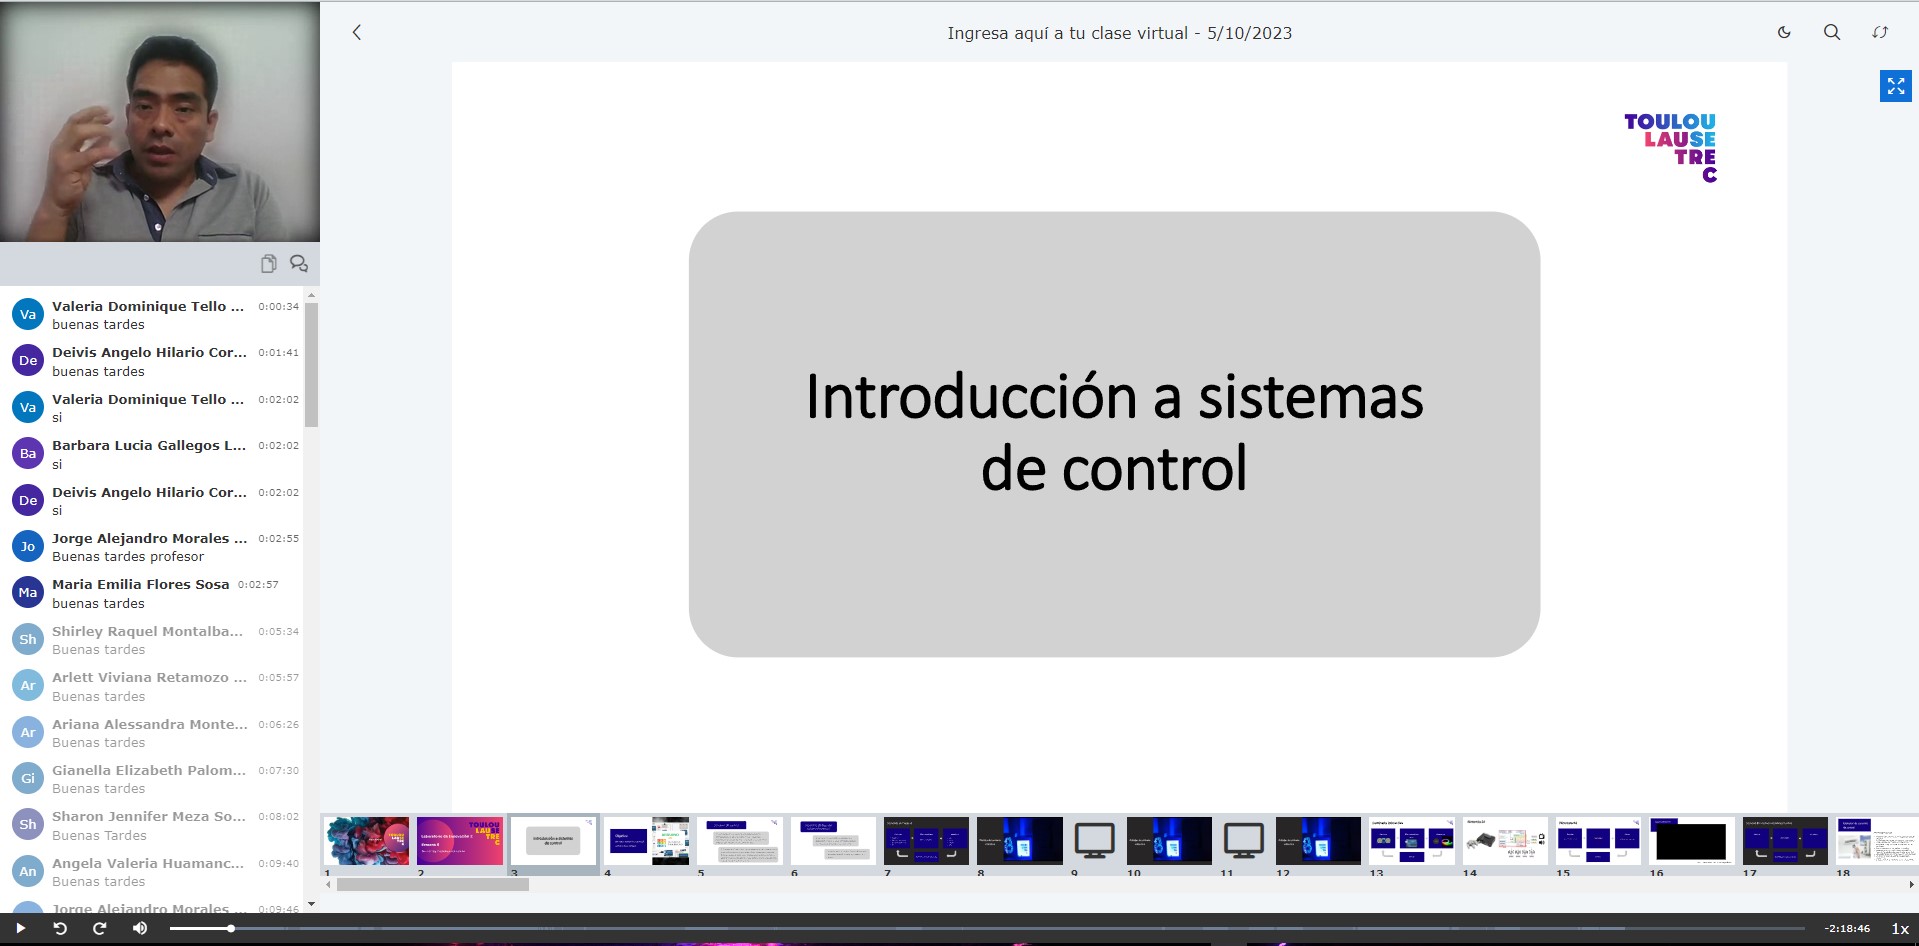 Ingresa aquí a tu clase virtual - 5/10/2023
TOULOU
LAUSE
TRE
C
Introducción a sistemas
de control
Va
Valeria Dominique Tello ...
0:00:34
buenas tardes
De
Deivis Angelo Hilario Cor...
0:01:41
buenas tardes
Va
Valeria Dominique Tello ...
0:02:02
si
Ba
Barbara Lucia Gallegos L...
0:02:02
si
De
Deivis Angelo Hilario Cor...
0:02:02
si
Jo
Jorge Alejandro Morales ...
0:02:55
Buenas tardes profesor
Ma
Maria Emilia Flores Sosa
0:02:57
buenas tardes
Sh
Shirley Raquel Montalba...
0:05:34
Buenas tardes
Ar
Arlett Viviana Retamozo ...
0:05:57
Buenas tardes
Ar
Ariana Alessandra Monte...
0:06:26
Buenas tardes
Gi
Gianella Elizabeth Palom...
0:07:30
Buenas tardes
Sh
Sharon Jennifer Meza So...
0:08:02
Buenas Tardes
An
Angela Valeria Huamanc...
0:09:40
Buenas tardes
Jorge Alejandro Morales ...
0:09:46
TOULOU
LAUSE
TRE
C
Introducción a sistemas
de control
1
2
3
4
5
6
7
8
9
10
11
12
13
14
15
16
17
18
-2:18:46
1x